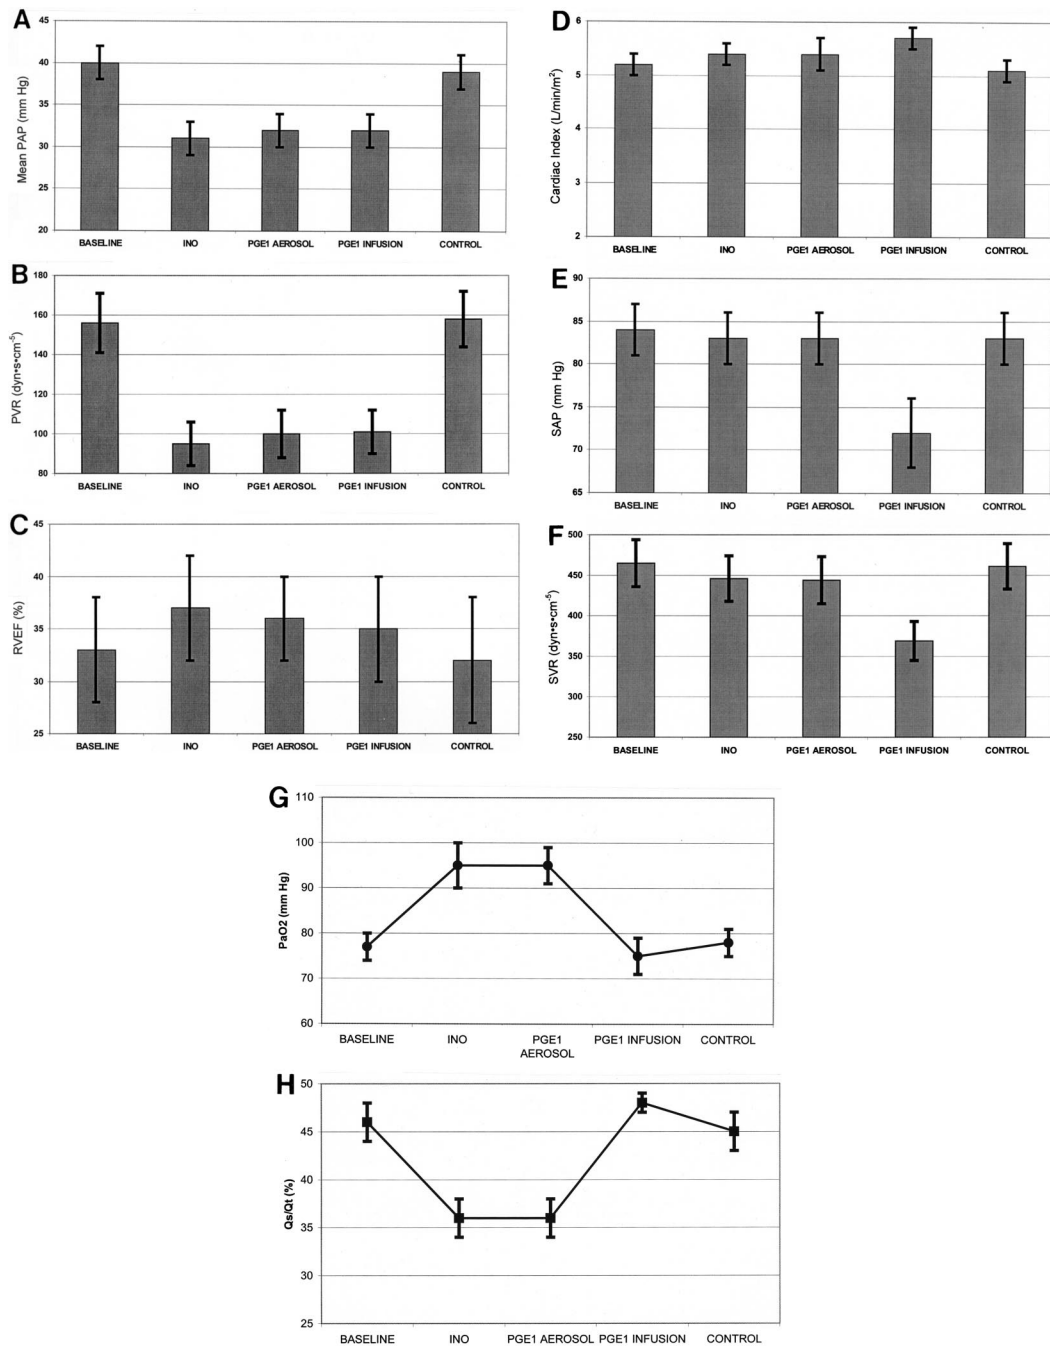 A
Mean PAP (mm Hg)
45
40
35
30
25
20
BASELINE INO PGE1 AEROSOL PGE1 INFUSION CONTROL
D
Cardiac Index (L/min/m²)
6
5
4
3
2
BASELINE INO PGE1 AEROSOL PGE1 INFUSION CONTROL
B
PVR (dyn•s•cm⁻⁵)
180
160
140
120
100
80
BASELINE INO PGE1 AEROSOL PGE1 INFUSION CONTROL
E
SAP (mm Hg)
90
85
80
75
70
65
BASELINE INO PGE1 AEROSOL PGE1 INFUSION CONTROL
C
RVEF (%)
45
40
35
30
25
BASELINE INO PGE1 AEROSOL PGE1 INFUSION CONTROL
F
SVR (dyn•s•cm⁻⁵)
500
450
400
350
300
250
BASELINE INO PGE1 AEROSOL PGE1 INFUSION CONTROL
G
PaO2 (mm Hg)
110
100
90
80
70
60
BASELINE INO PGE1 AEROSOL PGE1 INFUSION CONTROL
H
Qs/Qt (%)
50
45
40
35
30
25
BASELINE INO PGE1 AEROSOL PGE1 INFUSION CONTROL